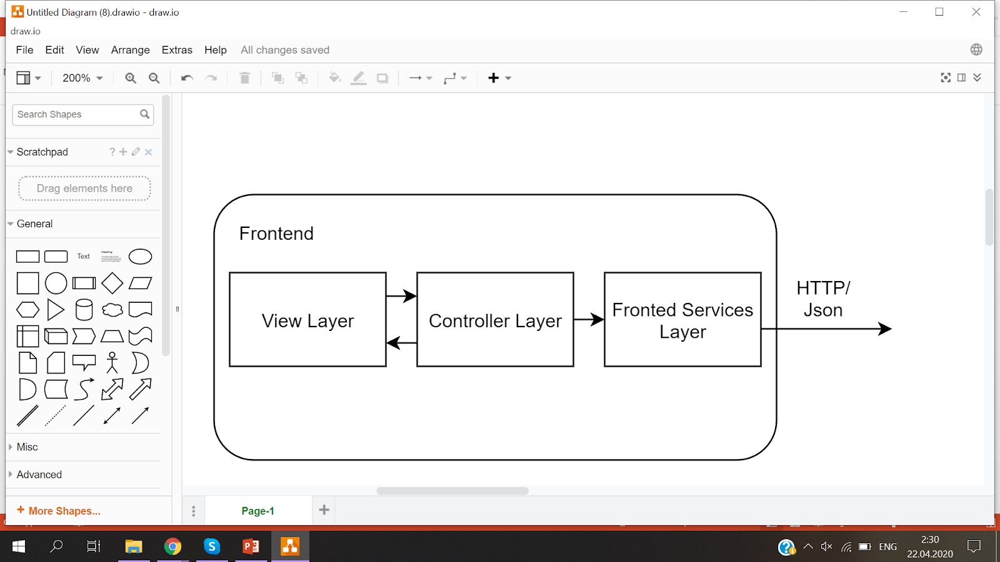 Untitled Diagram (8).drawio - draw.io
draw.io
File Edit View Arrange Extras Help All changes saved
200%
Search Shapes
Scratchpad
?
Drag elements here
General
Text
Heading
Misc
Advanced
+ More Shapes...
Frontend
View Layer
Controller Layer
Fronted Services
Layer
HTTP/
Json
Page-1
ENG
2:30
22.04.2020